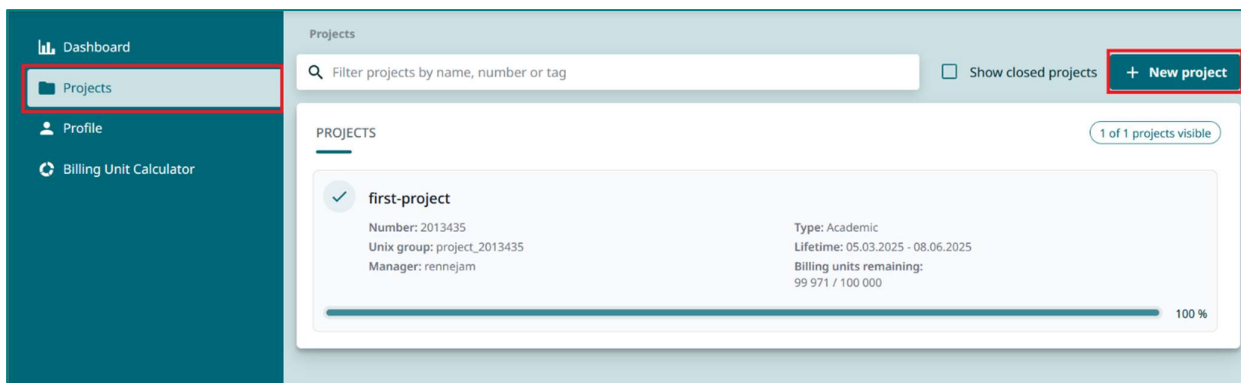 Dashboard
Projects
Profile
Billing Unit Calculator
Projects
Filter projects by name, number or tag
Show closed projects
+ New project
PROJECTS
1 of 1 projects visible
first-project
Number: 2013435
Unix group: project_2013435
Manager: rennejam
Type: Academic
Lifetime: 05.03.2025 - 08.06.2025
Billing units remaining:
99 971 / 100 000
100 %